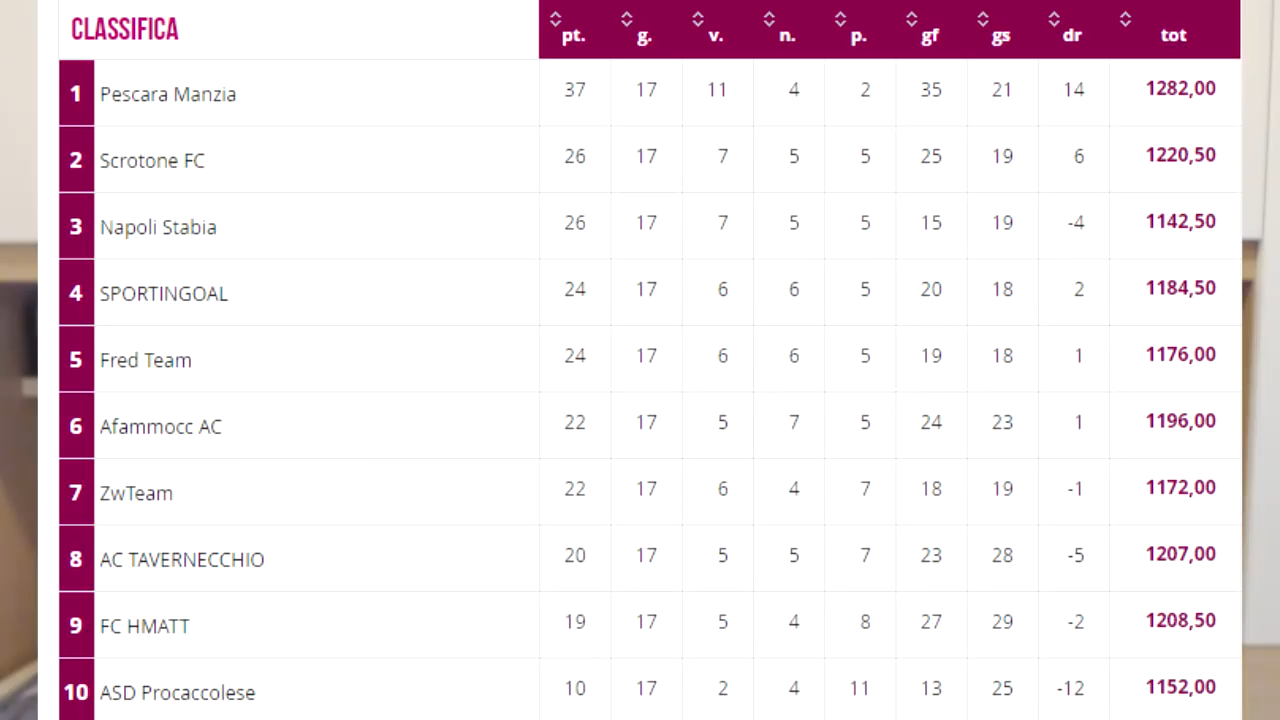 CLASSIFICA pt. g. v. n. p. gf gs dr tot
1 Pescara Manzia 37 17 11 4 2 35 21 14 1282,00
2 Scrotone FC 26 17 7 5 5 25 19 6 1220,50
3 Napoli Stabia 26 17 7 5 5 15 19 -4 1142,50
4 SPORTINGOAL 24 17 6 6 5 20 18 2 1184,50
5 Fred Team 24 17 6 6 5 19 18 1 1176,00
6 Afammocc AC 22 17 5 7 5 24 23 1 1196,00
7 ZwTeam 22 17 6 4 7 18 19 -1 1172,00
8 AC TAVERNECCHIO 20 17 5 5 7 23 28 -5 1207,00
9 FC HMATT 19 17 5 4 8 27 29 -2 1208,50
10 ASD Procaccolese 10 17 2 4 11 13 25 -12 1152,00